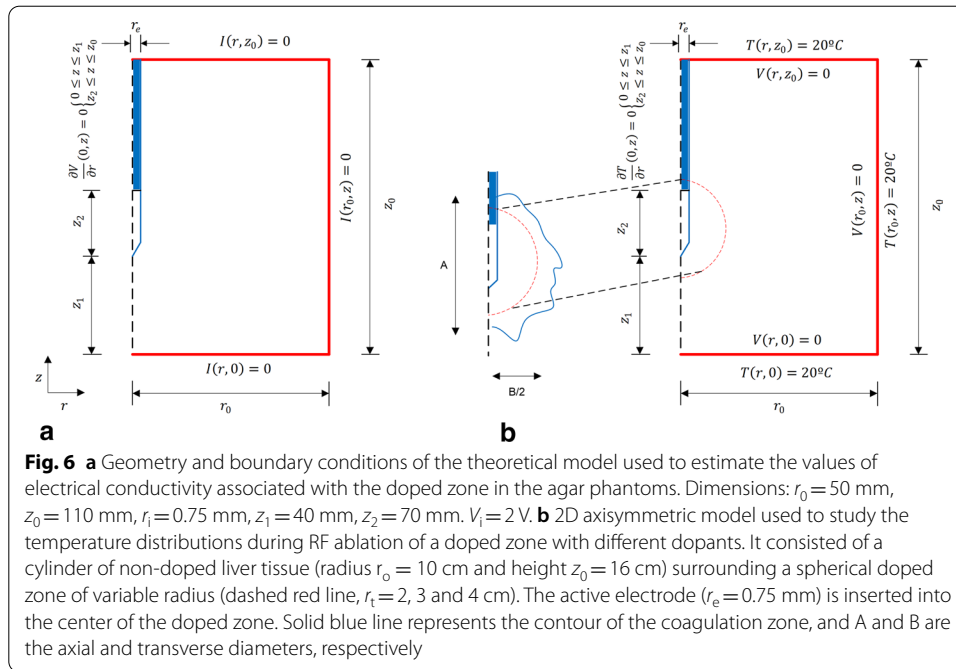 r_e
I(r, z_0) = 0
∂V/∂r (0, z) = 0 {0 ≤ z ≤ z_1
z_2 ≤ z ≤ z_0
z_2
z_1
I(r_0, z) = 0
z_0
I(r, 0) = 0
z
r
r_0
a
A
B/2
r_e
T(r, z_0) = 20ºC
V(r, z_0) = 0
∂T/∂r (0, z) = 0 {0 ≤ z ≤ z_1
z_2 ≤ z ≤ z_0
z_2
z_1
V(r_0, z) = 0
T(r_0, z) = 20ºC
z_0
V(r, 0) = 0
T(r, 0) = 20ºC
r_0
b
Fig. 6 a Geometry and boundary conditions of the theoretical model used to estimate the values of
electrical conductivity associated with the doped zone in the agar phantoms. Dimensions: r_0 = 50 mm,
z_0 = 110 mm, r_i = 0.75 mm, z_1 = 40 mm, z_2 = 70 mm. V_i = 2 V. b 2D axisymmetric model used to study the
temperature distributions during RF ablation of a doped zone with different dopants. It consisted of a
cylinder of non-doped liver tissue (radius r_o = 10 cm and height z_0 = 16 cm) surrounding a spherical doped
zone of variable radius (dashed red line, r_t = 2, 3 and 4 cm). The active electrode (r_e = 0.75 mm) is inserted into
the center of the doped zone. Solid blue line represents the contour of the coagulation zone, and A and B are
the axial and transverse diameters, respectively